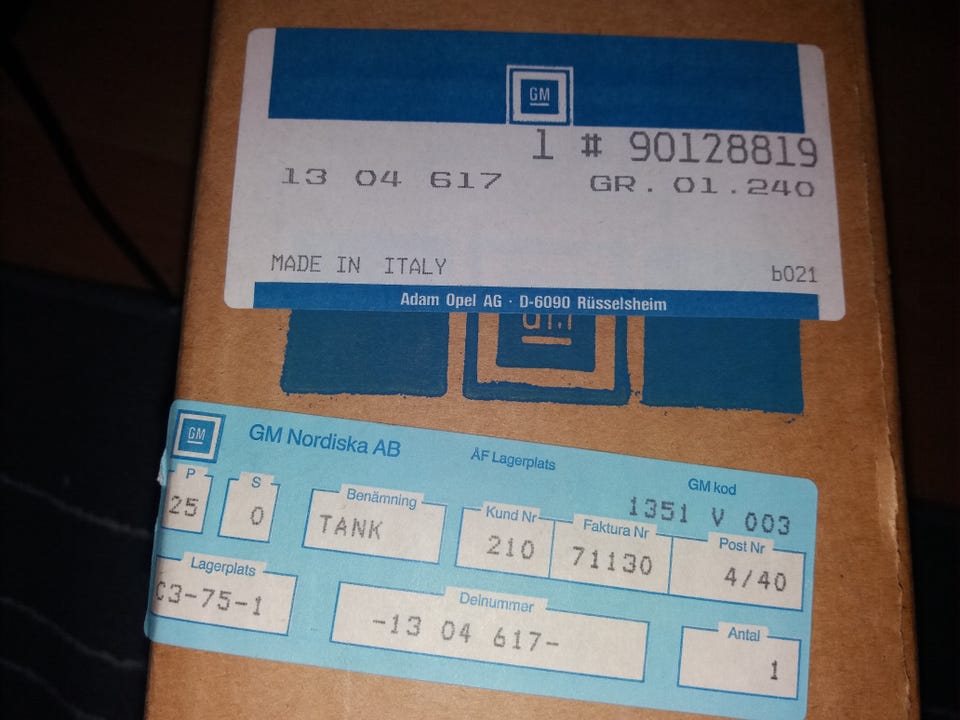 GM
1 # 90128819
13 04 617 GR. 01.240
MADE IN ITALY b021
Adam Opel AG · D-6090 Rüsselsheim
GM
GM
GM Nordiska AB
ÅF Lagerplats
GM kod
1351 V 003
P
25
S
0
Benämning
TANK
Kund Nr
210
Faktura Nr
71130
Post Nr
4/40
Lagerplats
C3-75-1
Delnummer
-13 04 617-
Antal
1